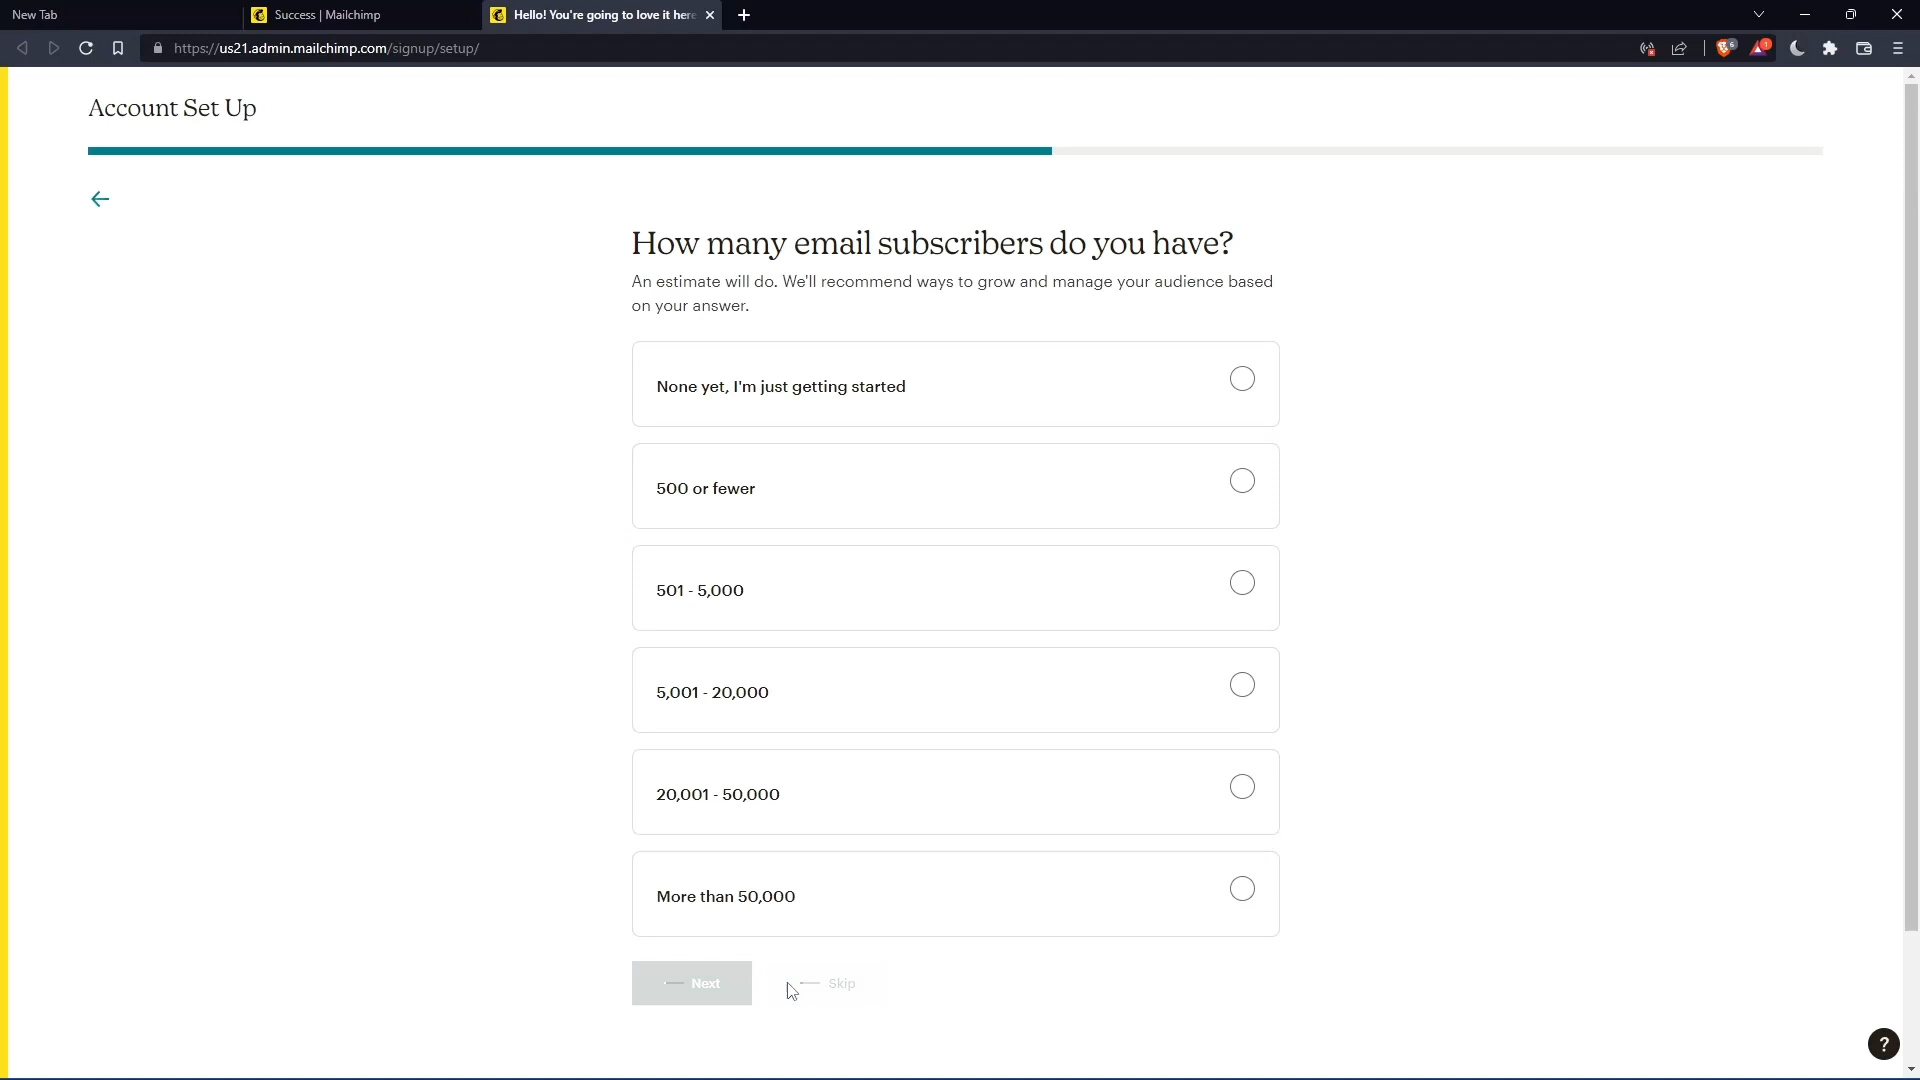 New Tab
Success | Mailchimp
Hello! You're going to love it here
https://us21.admin.mailchimp.com/signup/setup/
6
1
Account Set Up
How many email subscribers do you have?
An estimate will do. We'll recommend ways to grow and manage your audience based
on your answer.
None yet, I'm just getting started
500 or fewer
501 - 5,000
5,001 - 20,000
20,001 - 50,000
More than 50,000
Next
Skip
?